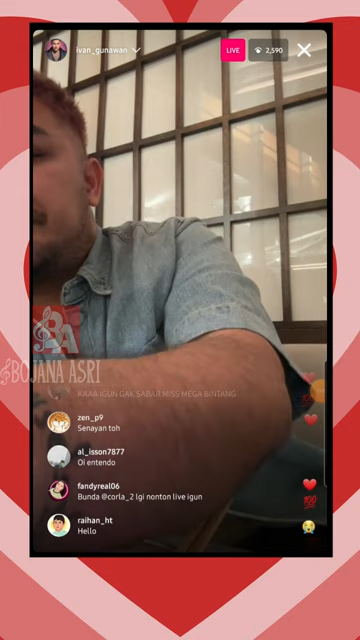 ivan_gunawan
LIVE
2,590
BOJANA ASRI
KAAA IGUN GAK SABAR MISS MEGA BINTANG
zen_p9
Senayan toh
al_isson7877
Oi entendo
fandyreal06
Bunda @corla_2 lgi nonton live igun
raihan_ht
Hello